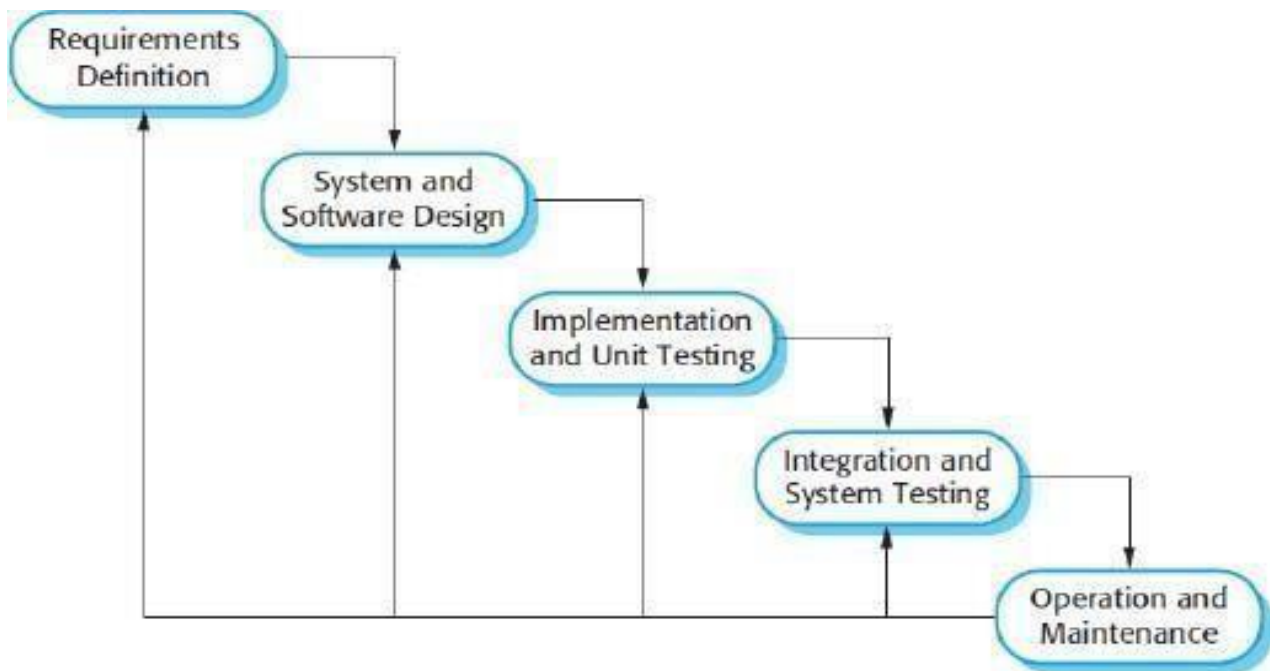 Requirements
Definition
System and
Software Design
Implementation
and Unit Testing
Integration and
System Testing
Operation and
Maintenance